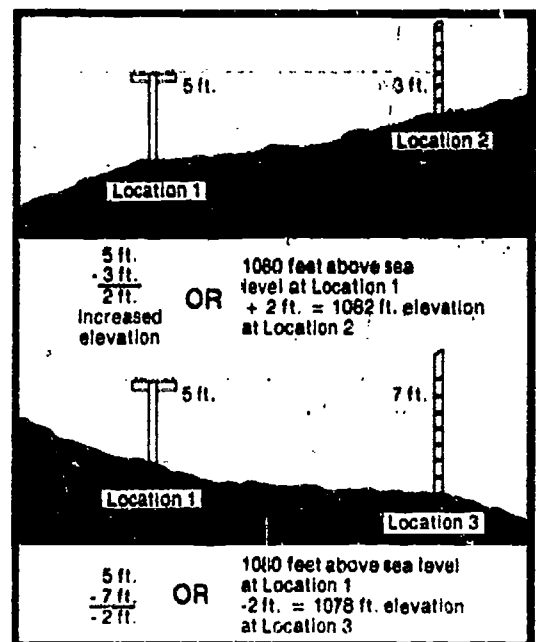 5 ft.
3 ft.
Location 1
Location 2
5 ft.
-3 ft.
2 ft.
Increased
elevation
OR
1080 feet above sea
level at Location 1
+ 2 ft. = 1082 ft. elevation
at Location 2
5 ft.
7 ft.
Location 1
Location 3
5 ft.
-7 ft.
-2 ft.
OR
1080 feet above sea level
at Location 1
-2 ft. = 1078 ft. elevation
at Location 3